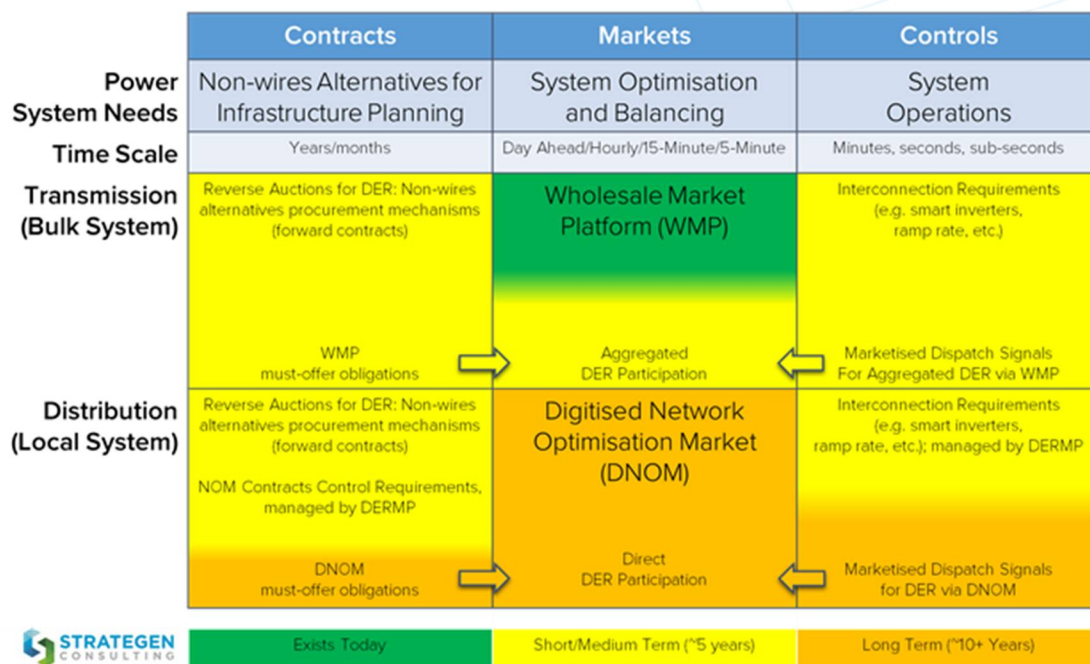 Contracts
Markets
Controls
Power
System Needs
Non-wires Alternatives for
Infrastructure Planning
System Optimisation
and Balancing
System
Operations
Time Scale
Years/months
Day Ahead/Hourly/15-Minute/5-Minute
Minutes, seconds, sub-seconds
Transmission
(Bulk System)
Reverse Auctions for DER: Non-wires
alternatives procurement mechanisms
(forward contracts)
WMP
must-offer obligations
Wholesale Market
Platform (WMP)
Aggregated
DER Participation
Interconnection Requirements
(e.g. smart inverters,
ramp rate, etc.)
Marketised Dispatch Signals
For Aggregated DER via WMP
Distribution
(Local System)
Reverse Auctions for DER: Non-wires
alternatives procurement mechanisms
(forward contracts)
NOM Contracts Control Requirements,
managed by DERMP
DNOM
must-offer obligations
Digitised Network
Optimisation Market
(DNOM)
Direct
DER Participation
Interconnection Requirements
(e.g. smart inverters,
ramp rate, etc.); managed by DERMP
Marketised Dispatch Signals
for DER via DNOM
STRATEGEN
CONSULTING
Exists Today
Short/Medium Term (~5 years)
Long Term (~10+ Years)